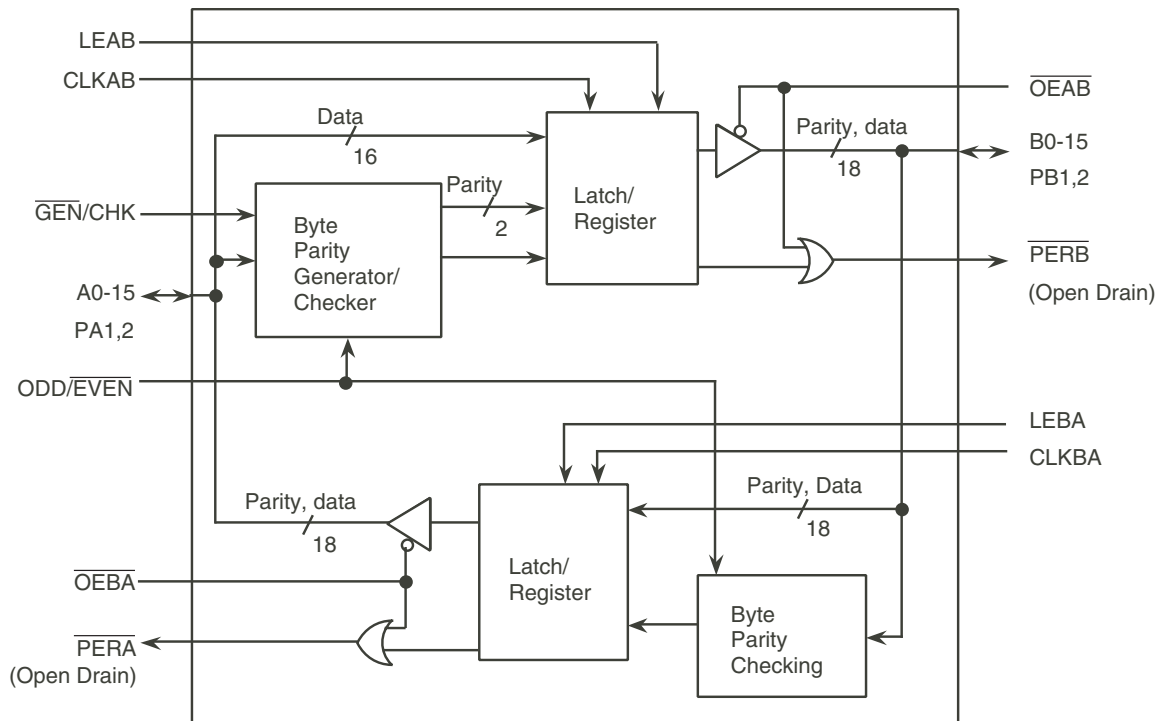 LEAB
CLKAB
OEAB
Data
16
Parity, data
18
B0-15
PB1,2
GEN/CHK
Parity
2
Latch/
Register
Byte
Parity
Generator/
Checker
PERB
(Open Drain)
A0-15
PA1,2
ODD/EVEN
LEBA
CLKBA
Parity, data
18
Parity, Data
18
OEBA
Latch/
Register
Byte
Parity
Checking
PERA
(Open Drain)